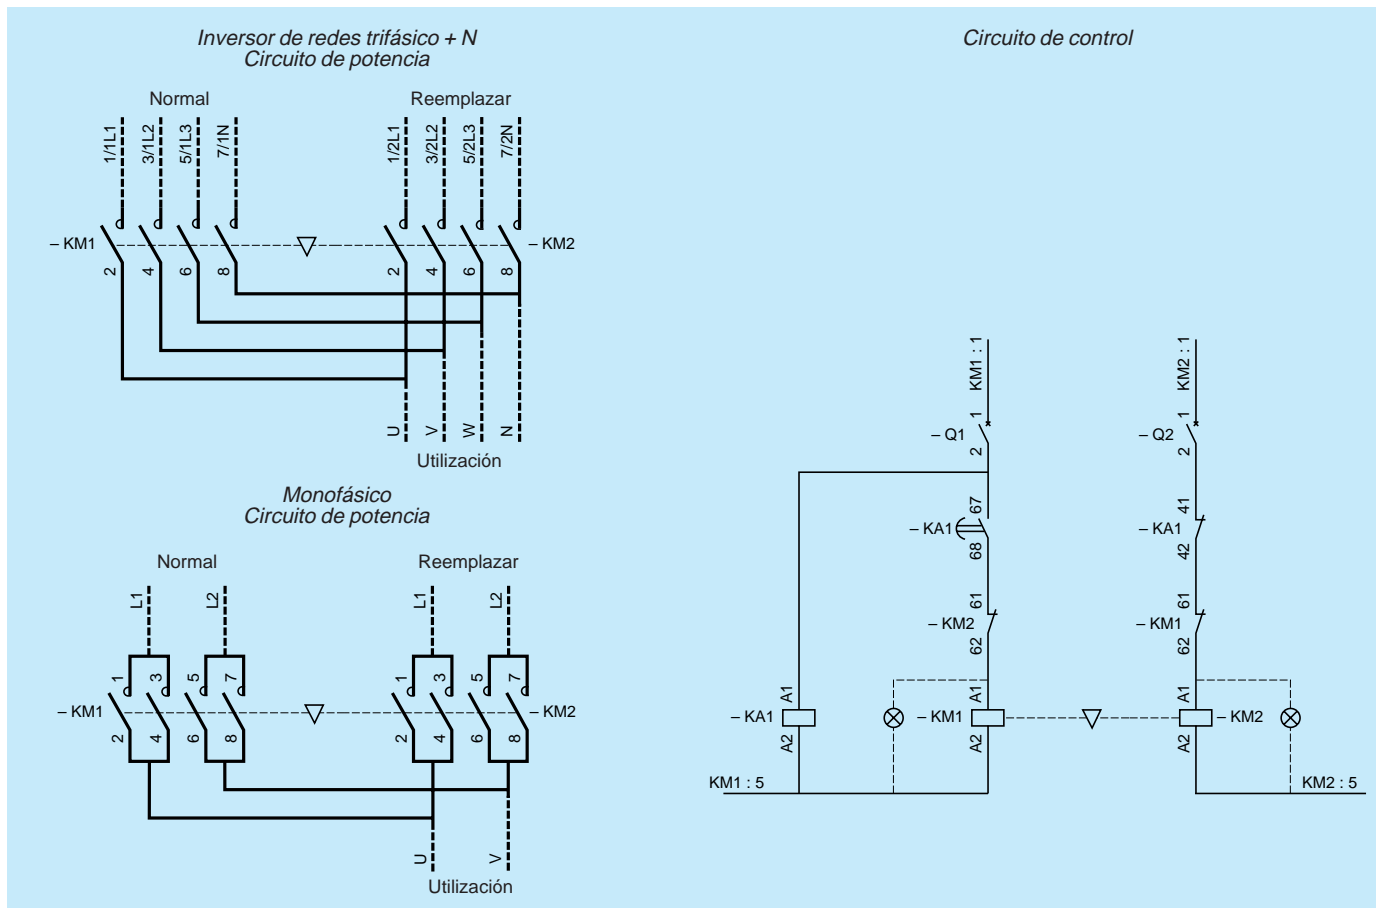 Inversor de redes trifásico + N
Circuito de potencia
Normal
Reemplazar
1/1L1
3/1L2
5/1L3
7/1N
1/2L1
3/2L2
5/2L3
7/2N
– KM1
– KM2
2
4
6
8
2
4
6
8
U
V
W
N
Utilización
Monofásico
Circuito de potencia
Normal
Reemplazar
L1
L2
L1
L2
1
3
5
7
1
3
5
7
– KM1
– KM2
2
4
6
8
2
4
6
8
U
V
Utilización
Circuito de control
KM1 : 1
KM2 : 1
1
– Q1
2
1
– Q2
2
67
– KA1
68
41
– KA1
42
61
– KM2
62
61
– KM1
62
A1
– KA1
A2
A1
– KM1
A2
A1
– KM2
A2
KM1 : 5
KM2 : 5